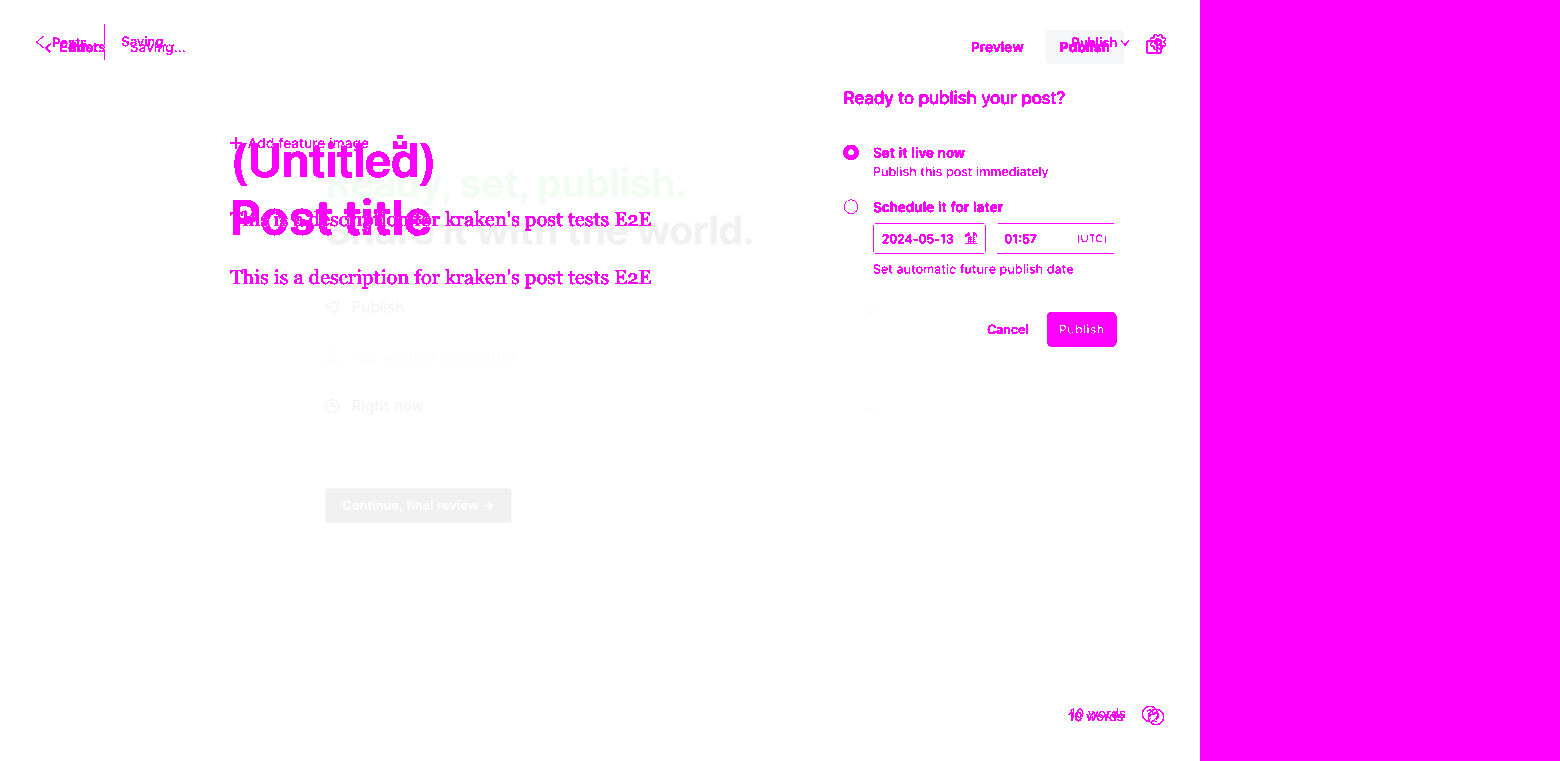 Posts
Editor
Saving
Saving...
Preview
Publish
Publish
Ready to publish your post?
Add feature image
(Untitled)
Set it live now
Publish this post immediately
Ready, set, publish.
Schedule it for later
Post title
This is a description for kraken's post tests E2E
Share it with the world.
2024-05-13
01:57
(UTC)
Set automatic future publish date
This is a description for kraken's post tests E2E
Publish
Cancel
Publish
Right now
Continue, final review →
10 words
10 words